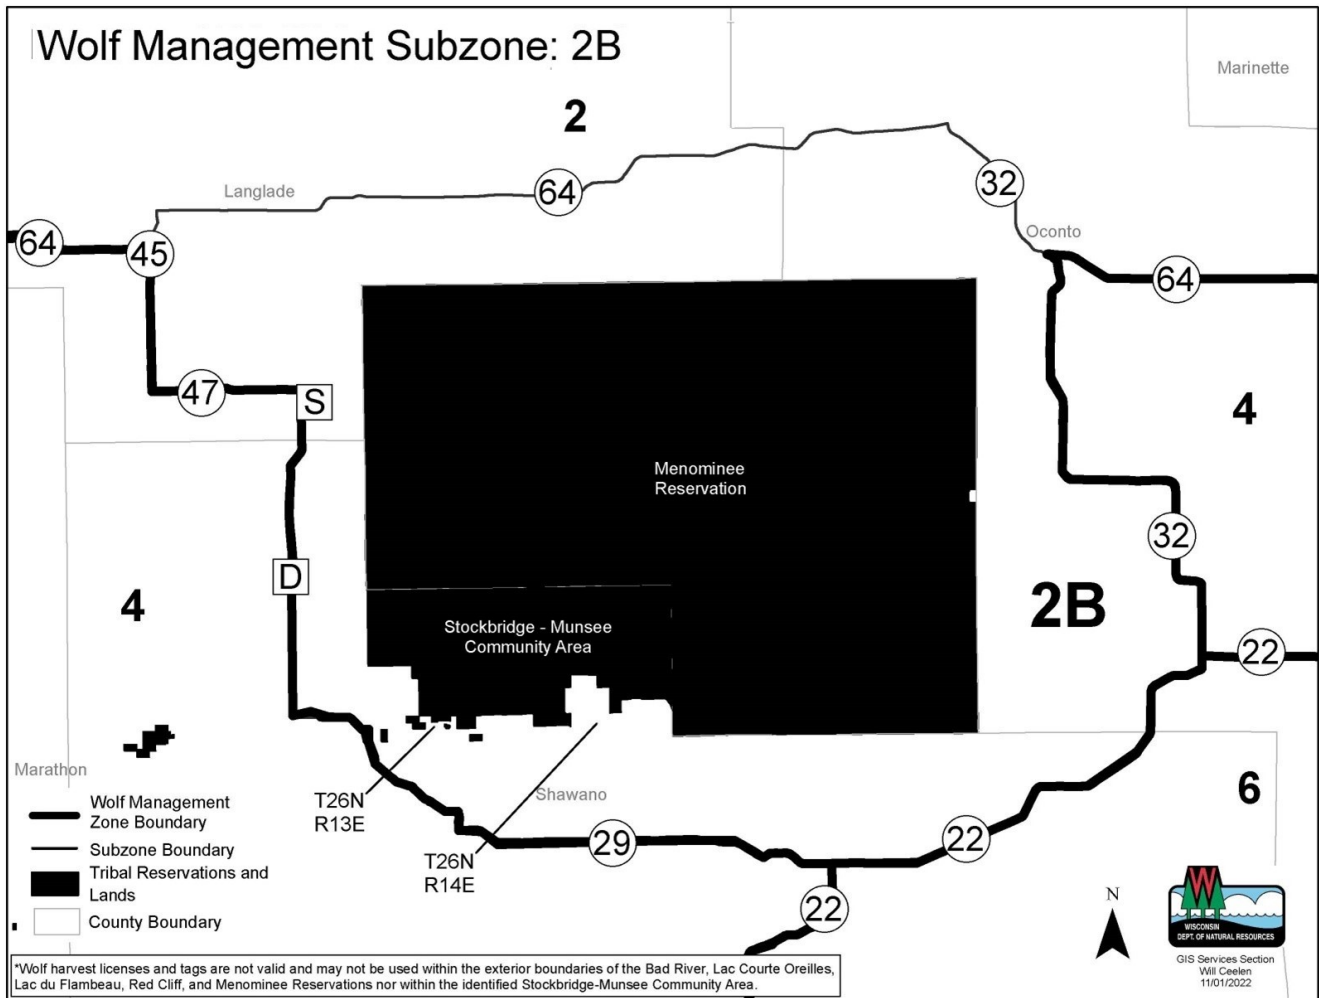 Wolf Management Subzone: 2B
Marinette
2
Langlade
64
32
Oconto
64
45
64
47
S
4
Menominee
Reservation
32
D
4
2B
Stockbridge - Munsee
Community Area
22
Marathon
6
T26N
R13E
Shawano
T26N
R14E
29
22
22
Wolf Management
Zone Boundary
Subzone Boundary
Tribal Reservations and
Lands
County Boundary
N
W
WISCONSIN
DEPT. OF NATURAL RESOURCES
GIS Services Section
Will Ceelen
11/01/2022
*Wolf harvest licenses and tags are not valid and may not be used within the exterior boundaries of the Bad River, Lac Courte Oreilles,
Lac du Flambeau, Red Cliff, and Menominee Reservations nor within the identified Stockbridge-Munsee Community Area.